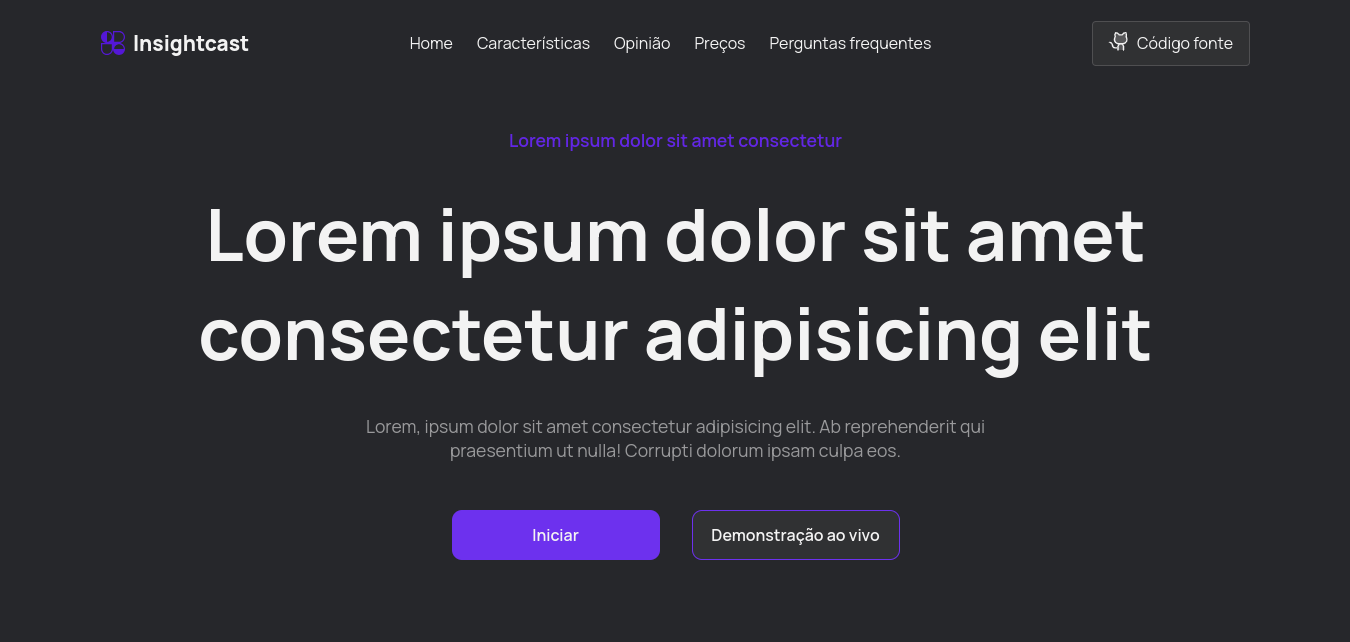 Insightcast
Home
Características
Opinião
Preços
Perguntas frequentes
Código fonte
Lorem ipsum dolor sit amet consectetur
Lorem ipsum dolor sit amet
consectetur adipisicing elit
Lorem, ipsum dolor sit amet consectetur adipisicing elit. Ab reprehenderit qui
praesentium ut nulla! Corrupti dolorum ipsam culpa eos.
Iniciar
Demonstração ao vivo